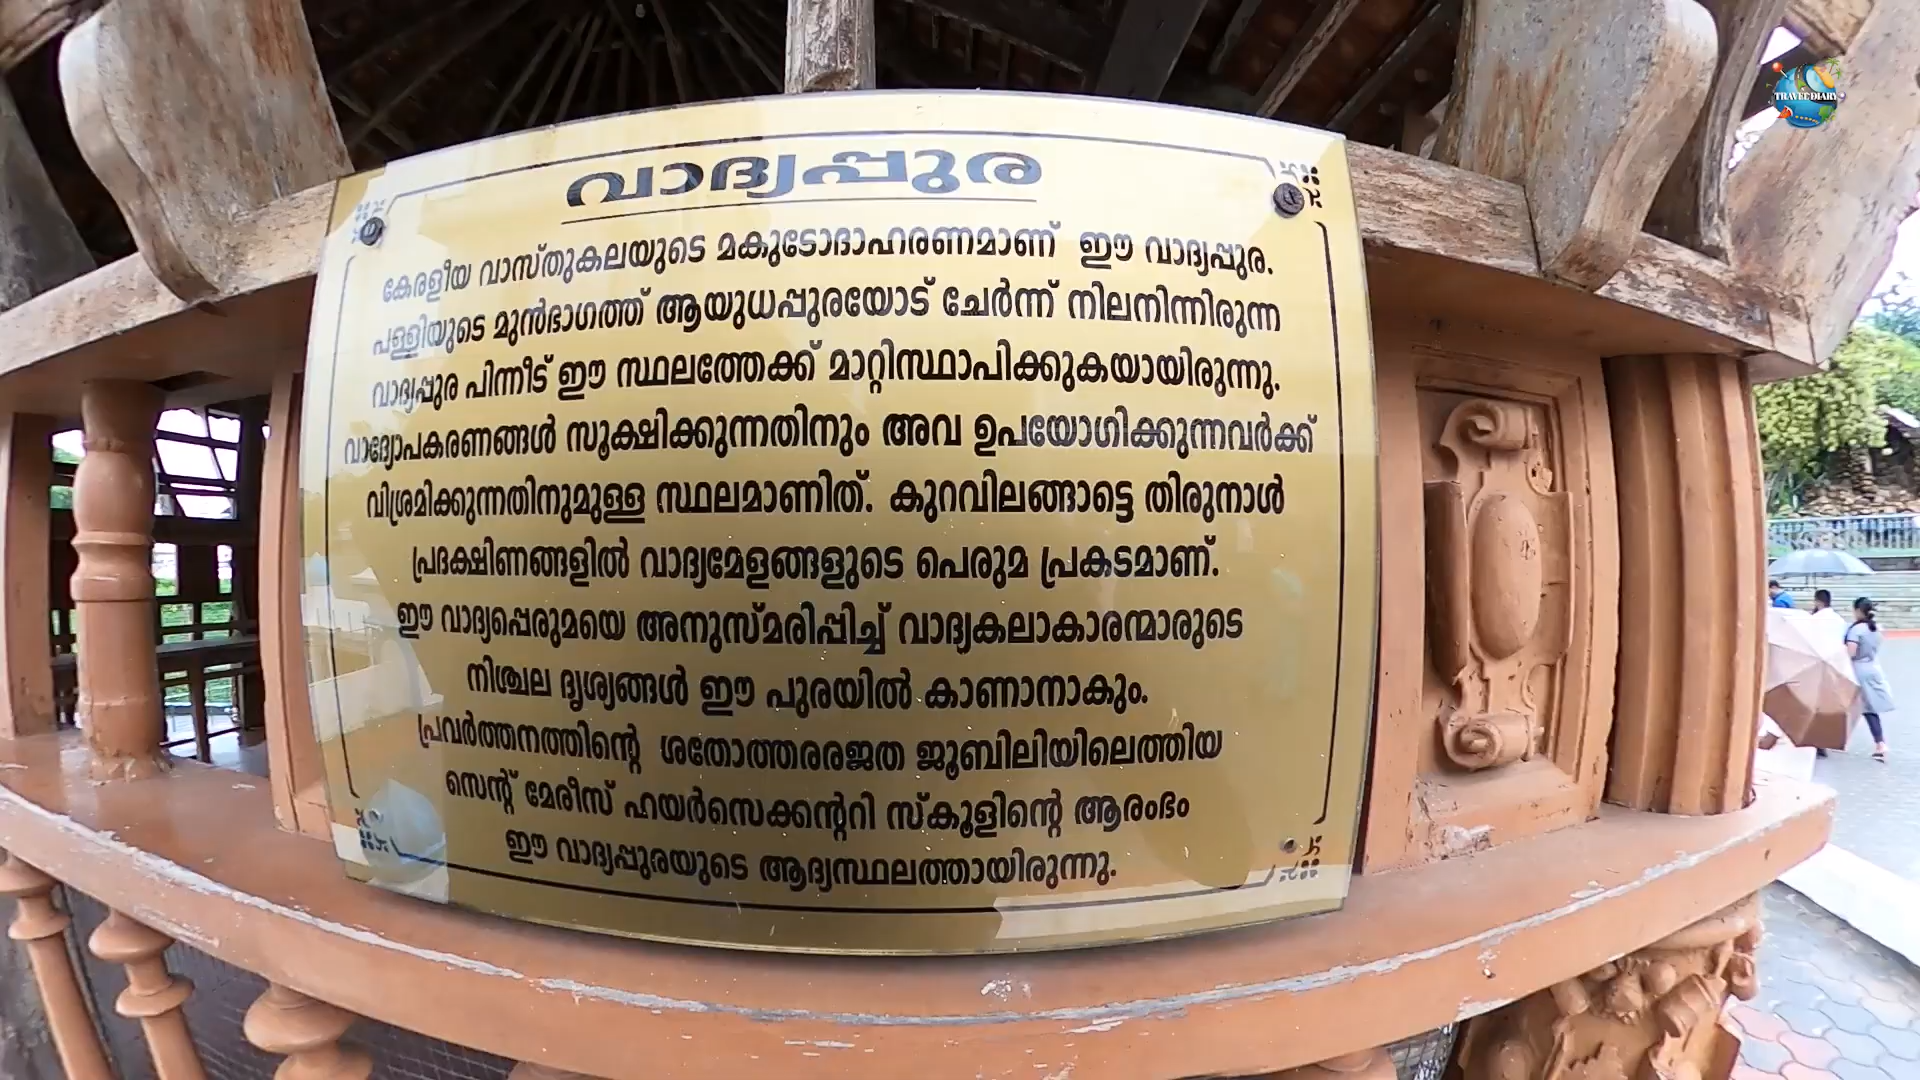 TRAVEL DIARY
വാദ്യപ്പുര
കേരളീയ വാസ്തുകലയുടെ മകുടോദാഹരണമാണ് ഈ വാദ്യപ്പുര.
പള്ളിയുടെ മുൻഭാഗത്ത് ആയുധപ്പുരയോട് ചേർന്ന് നിലനിന്നിരുന്ന
വാദ്യപ്പുര പിന്നീട് ഈ സ്ഥലത്തേക്ക് മാറ്റിസ്ഥാപിക്കുകയായിരുന്നു.
വാദ്യോപകരണങ്ങൾ സൂക്ഷിക്കുന്നതിനും അവ ഉപയോഗിക്കുന്നവർക്ക്
വിശ്രമിക്കുന്നതിനുമുള്ള സ്ഥലമാണിത്. കുറവിലങ്ങാട്ടെ തിരുനാൾ
പ്രദക്ഷിണങ്ങളിൽ വാദ്യമേളങ്ങളുടെ പെരുമ പ്രകടമാണ്.
ഈ വാദ്യപ്പെരുമയെ അനുസ്മരിപ്പിച്ച് വാദ്യകലാകാരന്മാരുടെ
നിശ്ചല ദൃശ്യങ്ങൾ ഈ പുരയിൽ കാണാനാകും.
പ്രവർത്തനത്തിന്റെ ശതോത്തരരജത ജൂബിലിയിലെത്തിയ
സെന്റ് മേരീസ് ഹയർസെക്കന്ററി സ്കൂളിന്റെ ആരംഭം
ഈ വാദ്യപ്പുരയുടെ ആദ്യസ്ഥലത്തായിരുന്നു.